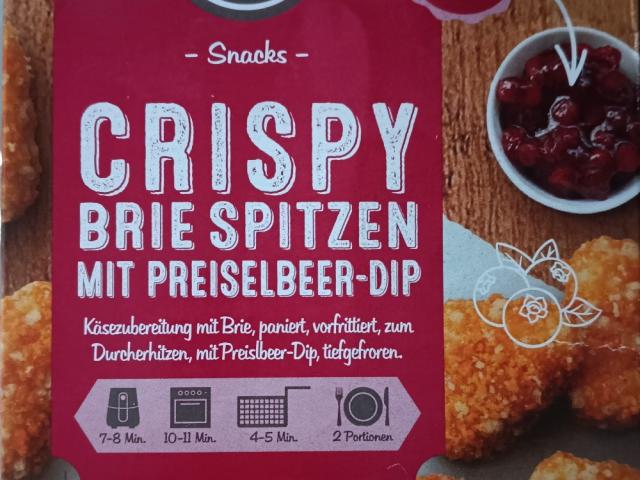 – Snacks –
CRISPY
BRIE SPITZEN
MIT PREISELBEER-DIP
Käsezubereitung mit Brie, paniert, vorfrittiert, zum
Durcherhitzen, mit Preislbeer-Dip, tiefgefroren.
7-8 Min. 10-11 Min. 4-5 Min. 2 Portionen